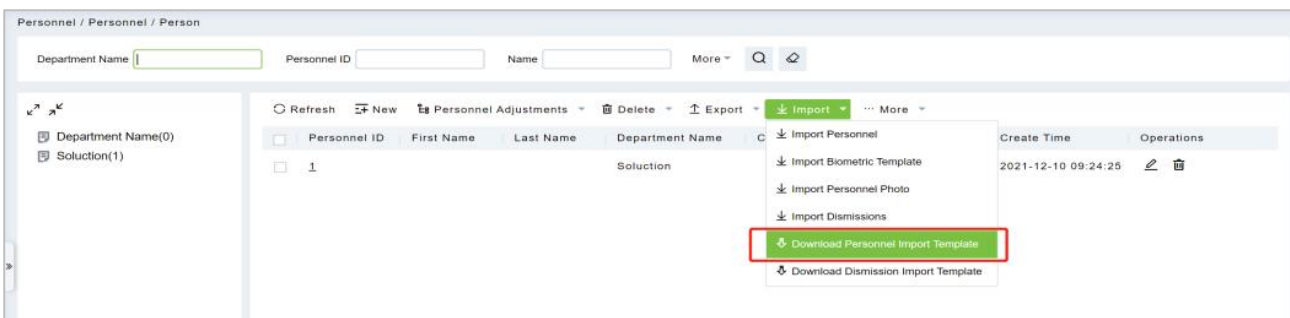 Personnel / Personnel / Person
Department Name Personnel ID Name More
Refresh New Personnel Adjustments Delete Export Import ··· More
Department Name(0)
Soluction(1)
Personnel ID First Name Last Name Department Name C Create Time Operations
1 Soluction 2021-12-10 09:24:25
Import Personnel
Import Biometric Template
Import Personnel Photo
Import Dismissions
Download Personnel Import Template
Download Dismission Import Template